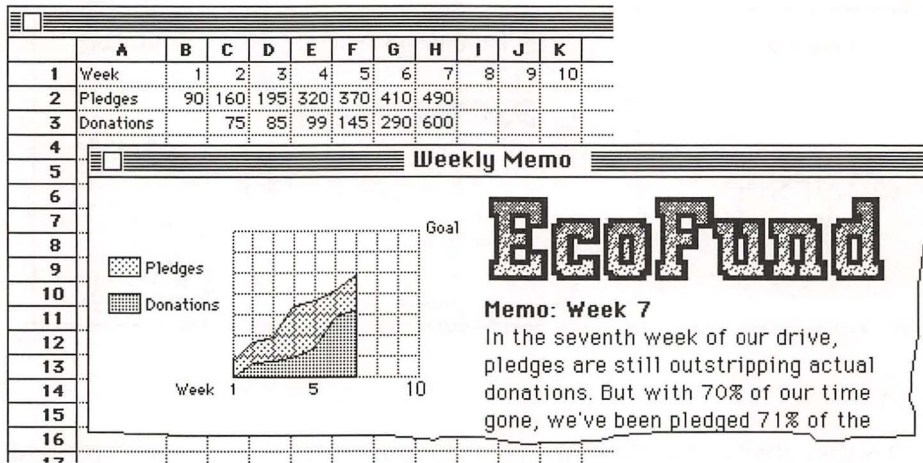 A B C D E F G H I J K
1 Week 1 2 3 4 5 6 7 8 9 10
2 Pledges 90 160 195 320 370 410 490
3 Donations 75 85 99 145 290 600
4
5
6
7
8
9
10
11
12
13
14
15
16
17
Weekly Memo
Goal
Pledges
Donations
Week 1 5 10
EcoFund
Memo: Week 7
In the seventh week of our drive,
pledges are still outstripping actual
donations. But with 70% of our time
gone, we've been pledged 71% of the